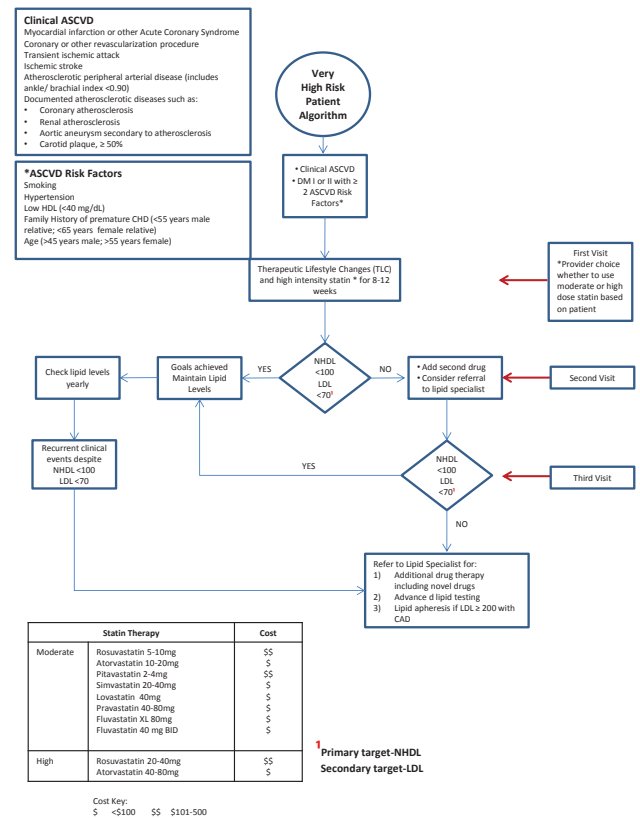 Clinical ASCVD
Myocardial infarction or other Acute Coronary Syndrome
Coronary or other revascularization procedure
Transient ischemic attack
Ischemic stroke
Atherosclerotic peripheral arterial disease (includes
ankle/ brachial index <0.90)
Documented atherosclerotic diseases such as:
• Coronary atherosclerosis
• Renal atherosclerosis
• Aortic aneurysm secondary to atherosclerosis
• Carotid plaque, ≥ 50%
*ASCVD Risk Factors
Smoking
Hypertension
Low HDL (<40 mg/dL)
Family History of premature CHD (<55 years male
relative; <65 years female relative)
Age (>45 years male; >55 years female)
Very
High Risk
Patient
Algorithm
• Clinical ASCVD
• DM I or II with ≥
2 ASCVD Risk
Factors*
Therapeutic Lifestyle Changes (TLC)
and high intensity statin * for 8-12
weeks
First Visit
*Provider choice
whether to use
moderate or high
dose statin based
on patient
NHDL
<100
LDL
<70¹
YES
NO
Goals achieved
Maintain Lipid
Levels
Check lipid levels
yearly
• Add second drug
• Consider referral
to lipid specialist
Second Visit
Recurrent clinical
events despite
NHDL <100
LDL <70
NHDL
<100
LDL
<70¹
YES
NO
Third Visit
Refer to Lipid Specialist for:
1) Additional drug therapy
including novel drugs
2) Advance d lipid testing
3) Lipid apheresis if LDL ≥ 200 with
CAD
Statin Therapy Cost
Moderate Rosuvastatin 5-10mg $$
Atorvastatin 10-20mg $
Pitavastatin 2-4mg $$
Simvastatin 20-40mg $
Lovastatin 40mg $
Pravastatin 40-80mg $
Fluvastatin XL 80mg $
Fluvastatin 40 mg BID $
High Rosuvastatin 20-40mg $$
Atorvastatin 40-80mg $
¹Primary target-NHDL
Secondary target-LDL
Cost Key:
$ <$100 $$ $101-500